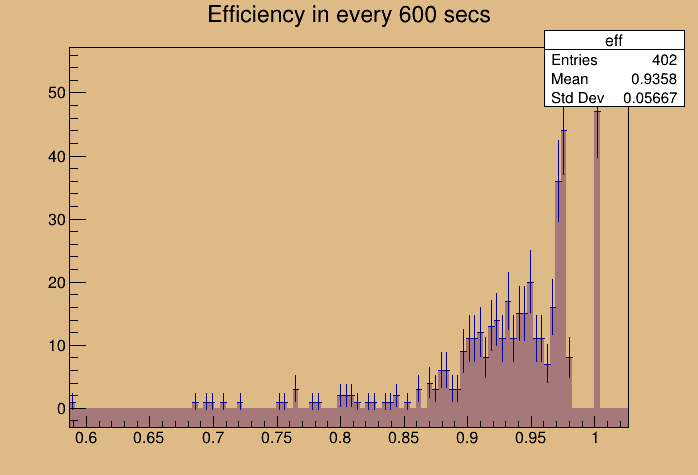 Efficiency in every 600 secs
eff
Entries 402
Mean 0.9358
Std Dev 0.05667
50
40
30
20
10
0
0.6 0.65 0.7 0.75 0.8 0.85 0.9 0.95 1